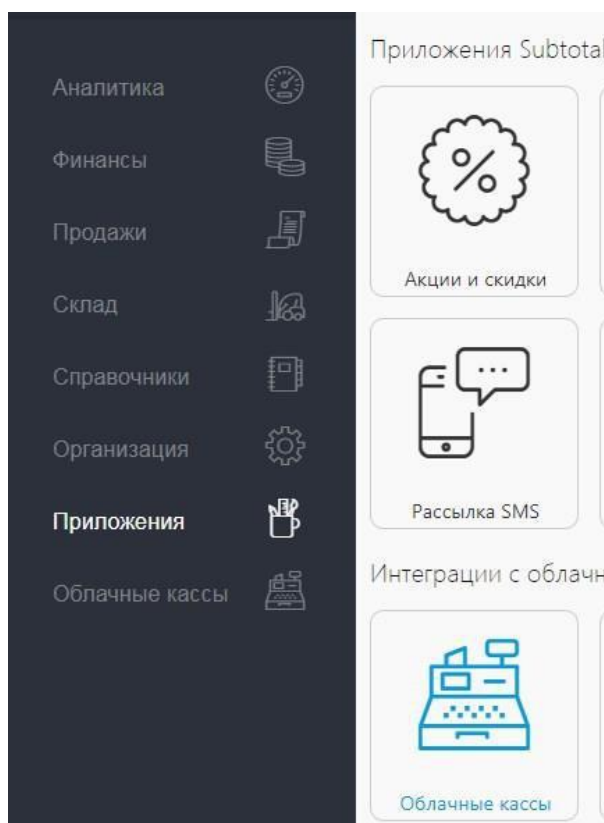 Аналитика
Финансы
Продажи
Склад
Справочники
Организация
Приложения
Облачные кассы
Приложения Subtotal
Акции и скидки
Рассылка SMS
Интеграции с облачн
Облачные кассы